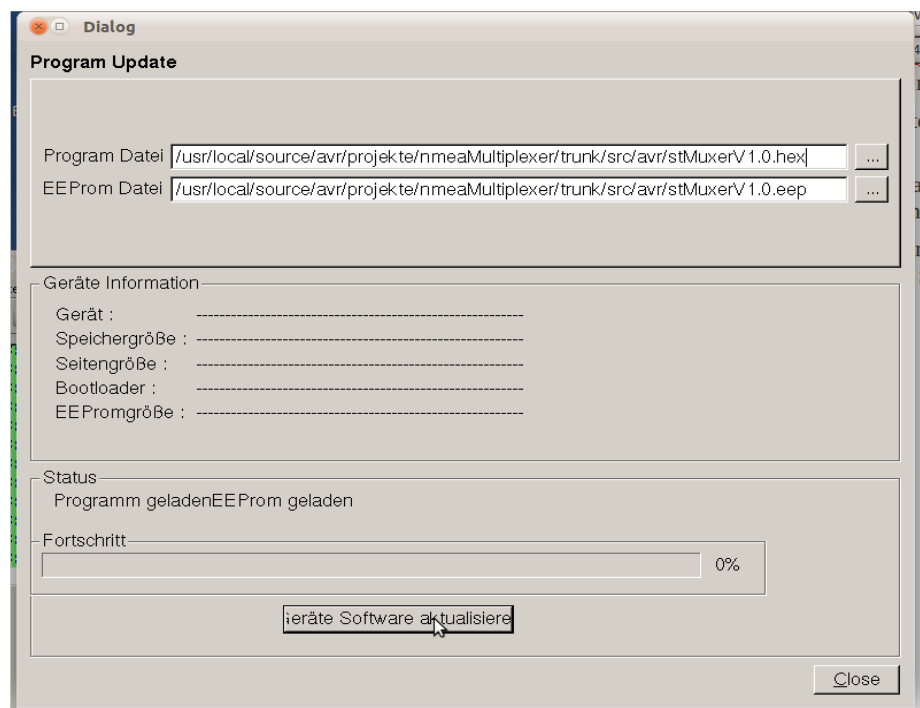 Dialog
Program Update
Program Datei /usr/local/source/avr/projekte/nmeaMultiplexer/trunk/src/avr/stMuxerV1.0.hex ...
EEProm Datei /usr/local/source/avr/projekte/nmeaMultiplexer/trunk/src/avr/stMuxerV1.0.eep ...
Geräte Information
Gerät : ---------------------------------------------------------
Speichergröße : ---------------------------------------------------------
Seitengröße : ---------------------------------------------------------
Bootloader : ---------------------------------------------------------
EEPromgröße : ---------------------------------------------------------
Status
Programm geladenEEProm geladen
Fortschritt
0%
Geräte Software aktualisiere
Close